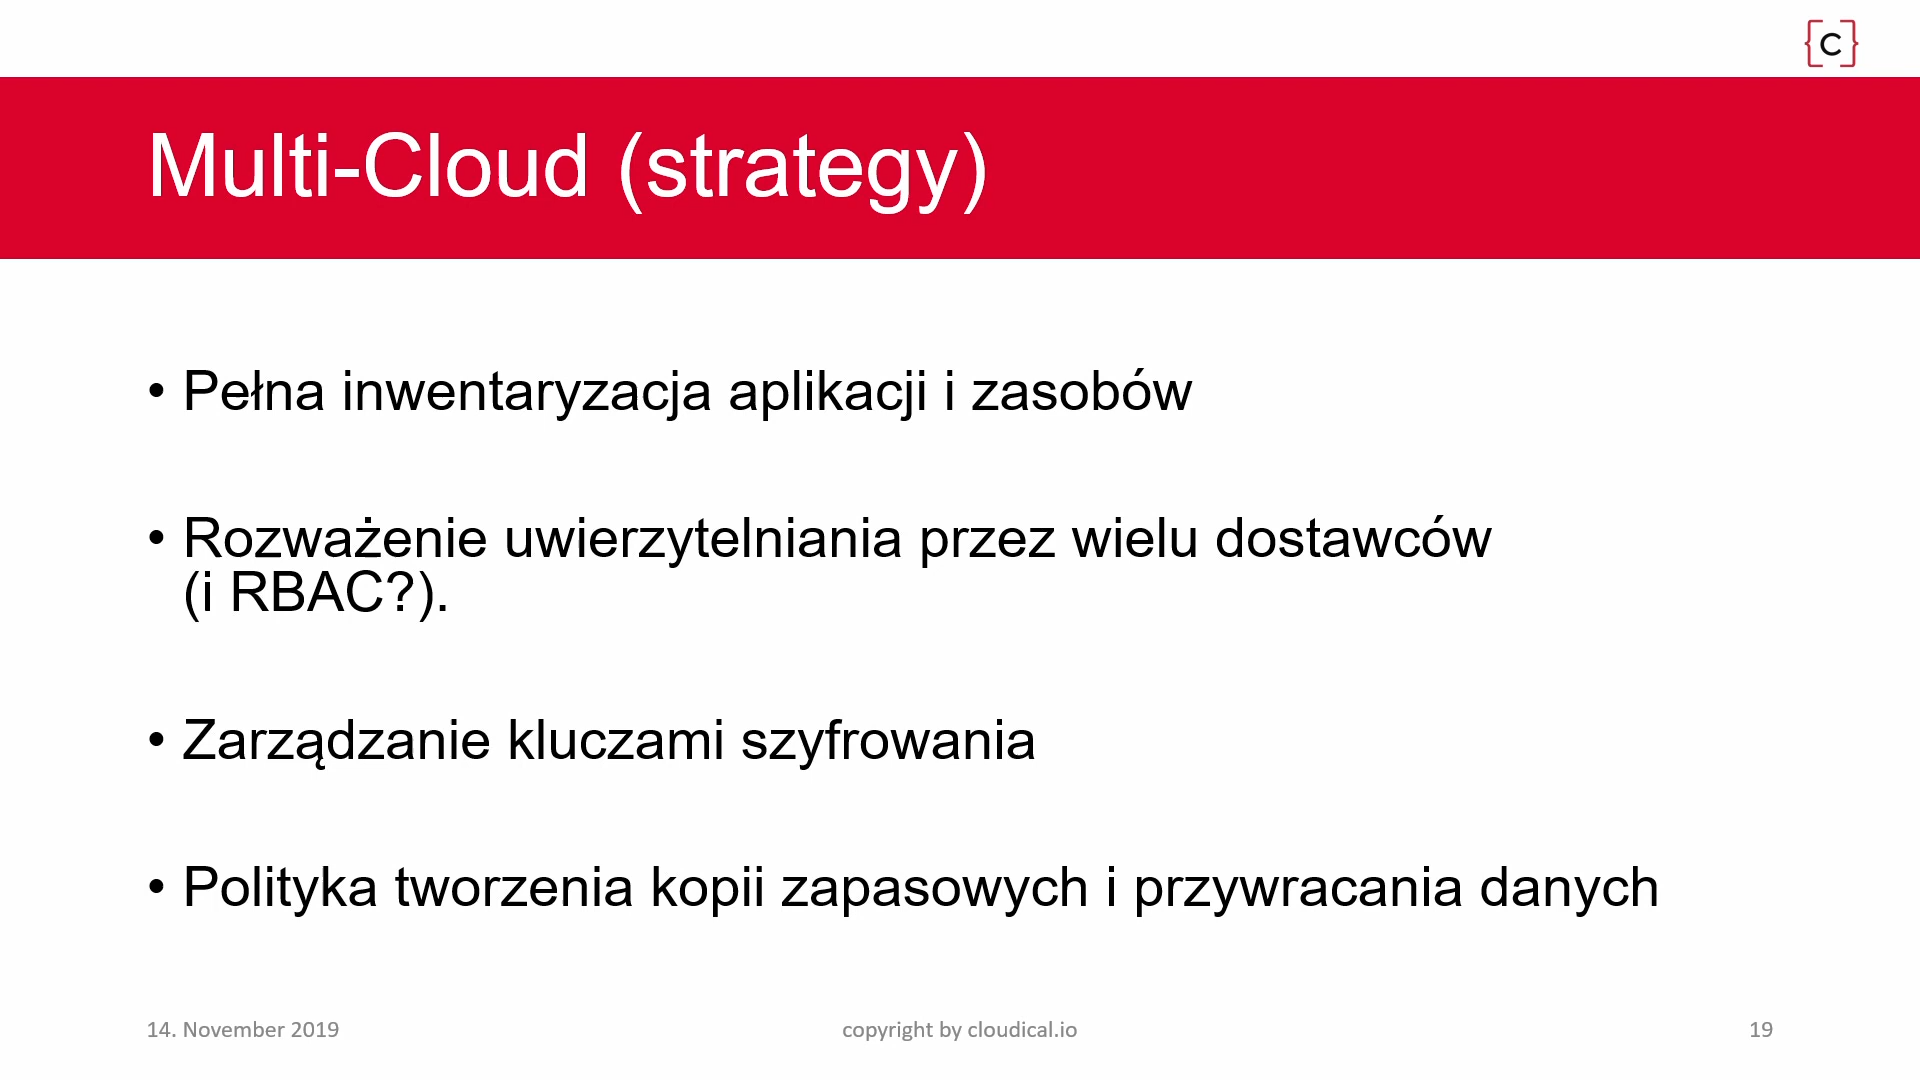 {C}
Multi-Cloud (strategy)
• Pełna inwentaryzacja aplikacji i zasobów
• Rozważenie uwierzytelniania przez wielu dostawców
(i RBAC?).
• Zarządzanie kluczami szyfrowania
• Polityka tworzenia kopii zapasowych i przywracania danych
14. November 2019
copyright by cloudical.io
19